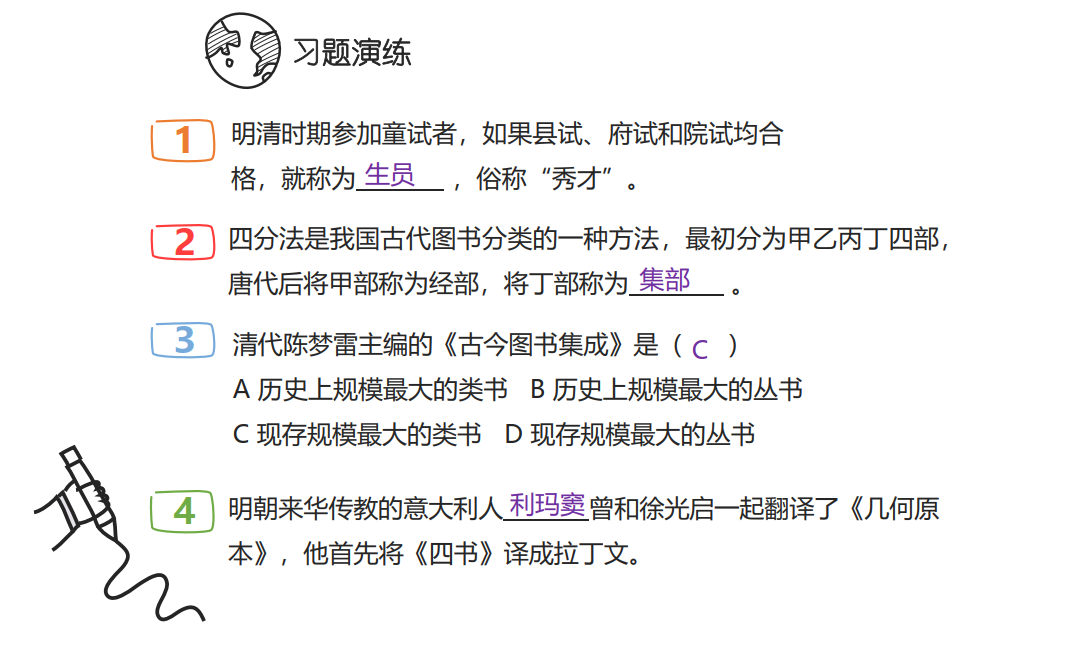 习题演练
1 明清时期参加童试者，如果县试、府试和院试均合
格，就称为 生员 ，俗称“秀才”。
2 四分法是我国古代图书分类的一种方法，最初分为甲乙丙丁四部，
唐代后将甲部称为经部，将丁部称为 集部 。
3 清代陈梦雷主编的《古今图书集成》是（ C ）
A 历史上规模最大的类书 B 历史上规模最大的丛书
C 现存规模最大的类书 D 现存规模最大的丛书
4 明朝来华传教的意大利人 利玛窦 曾和徐光启一起翻译了《几何原
本》，他首先将《四书》译成拉丁文。